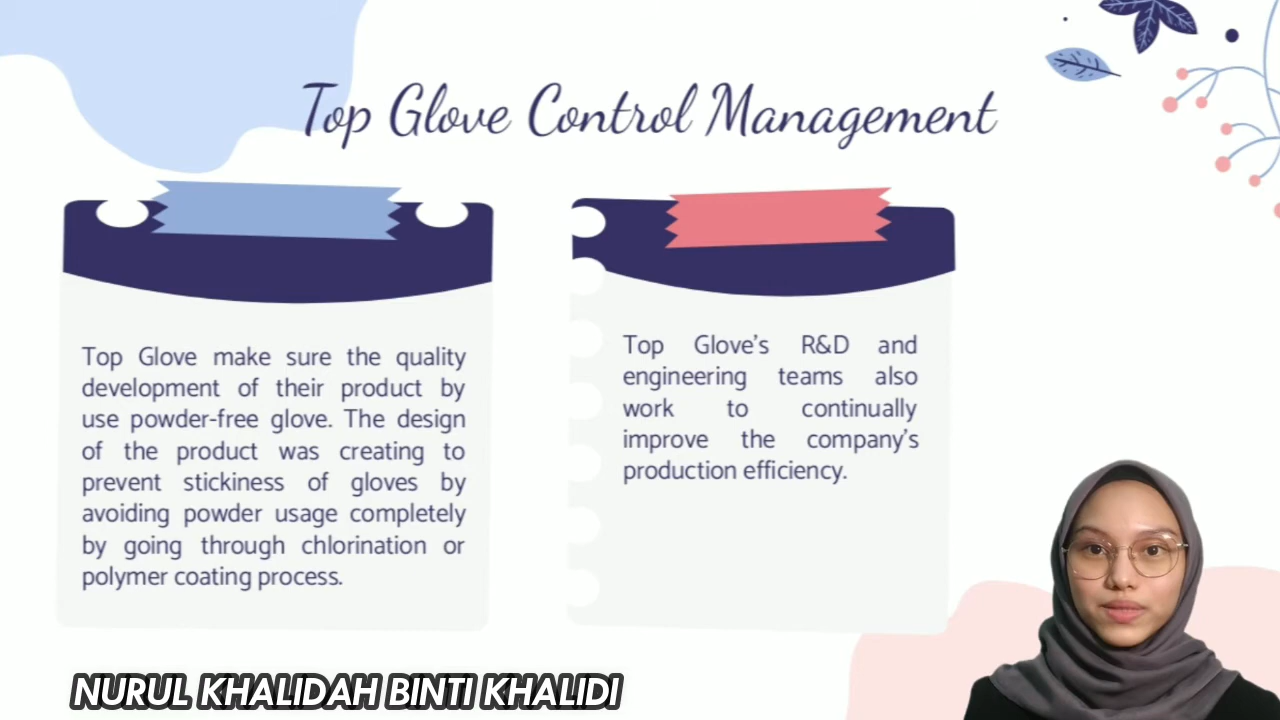 Top Glove Control Management
Top Glove make sure the quality
development of their product by
use powder-free glove. The design
of the product was creating to
prevent stickiness of gloves by
avoiding powder usage completely
by going through chlorination or
polymer coating process.
Top Glove's R&D and
engineering teams also
work to continually
improve the company's
production efficiency.
NURUL KHALIDAH BINTI KHALIDI